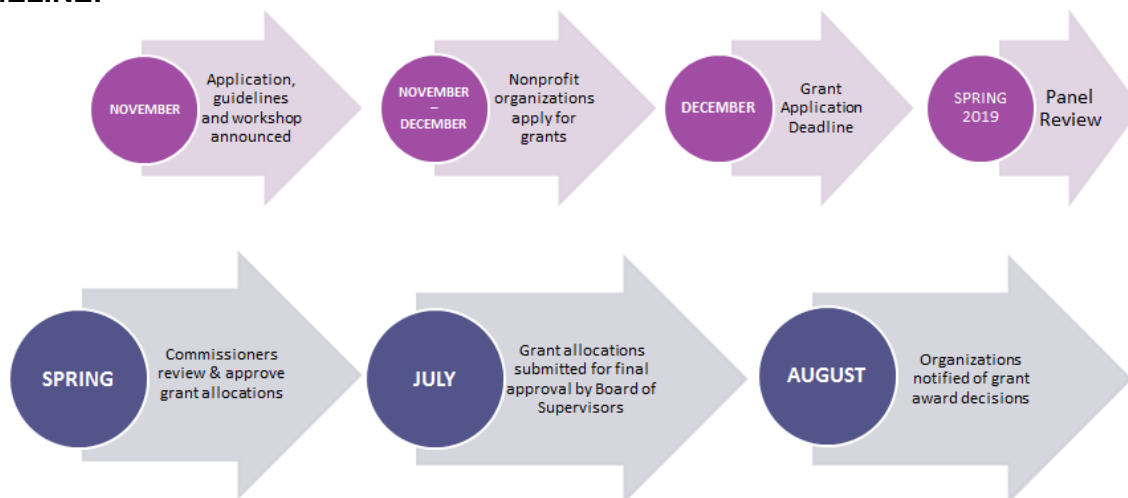 NOVEMBER
Application,
guidelines
and workshop
announced
NOVEMBER
–
DECEMBER
Nonprofit
organizations
apply for
grants
DECEMBER
Grant
Application
Deadline
SPRING
2019
Panel
Review
SPRING
Commissioners
review & approve
grant allocations
JULY
Grant allocations
submitted for final
approval by Board of
Supervisors
AUGUST
Organizations
notified of grant
award decisions